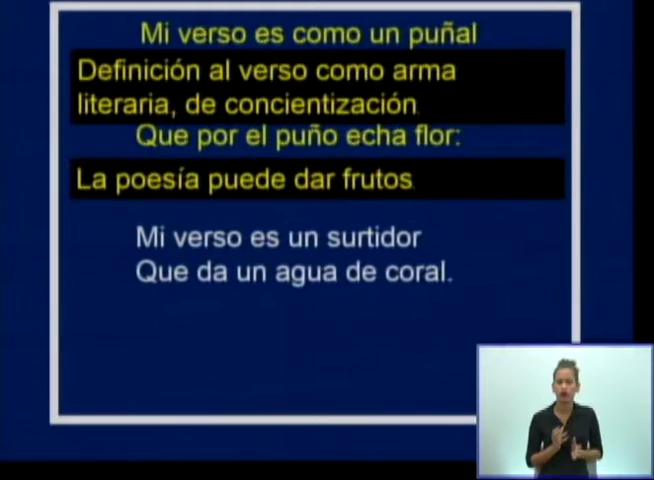 Mi verso es como un puñal
Definición al verso como arma
literaria, de concientización
Que por el puño echa flor:
La poesía puede dar frutos
Mi verso es un surtidor
Que da un agua de coral.